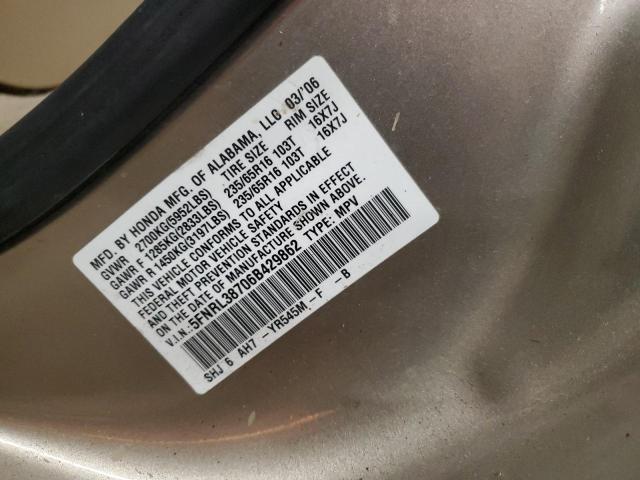 MFD. BY HONDA MFG. OF ALABAMA, LLC. 03/'06
GVWR 2700KG(5952LBS) TIRE SIZE RIM SIZE
GAWR F 1285KG(2833LBS) 235/65R16 103T 16X7J
GAWR R 1450KG(3197LBS) 235/65R16 103T 16X7J
THIS VEHICLE CONFORMS TO ALL APPLICABLE
FEDERAL MOTOR VEHICLE SAFETY
AND THEFT PREVENTION STANDARDS IN EFFECT
ON THE DATE OF MANUFACTURE SHOWN ABOVE.
V.I.N.:5FNRL38706B429862 TYPE: MPV
SHJ 6 AH7 -YR545M -F -B